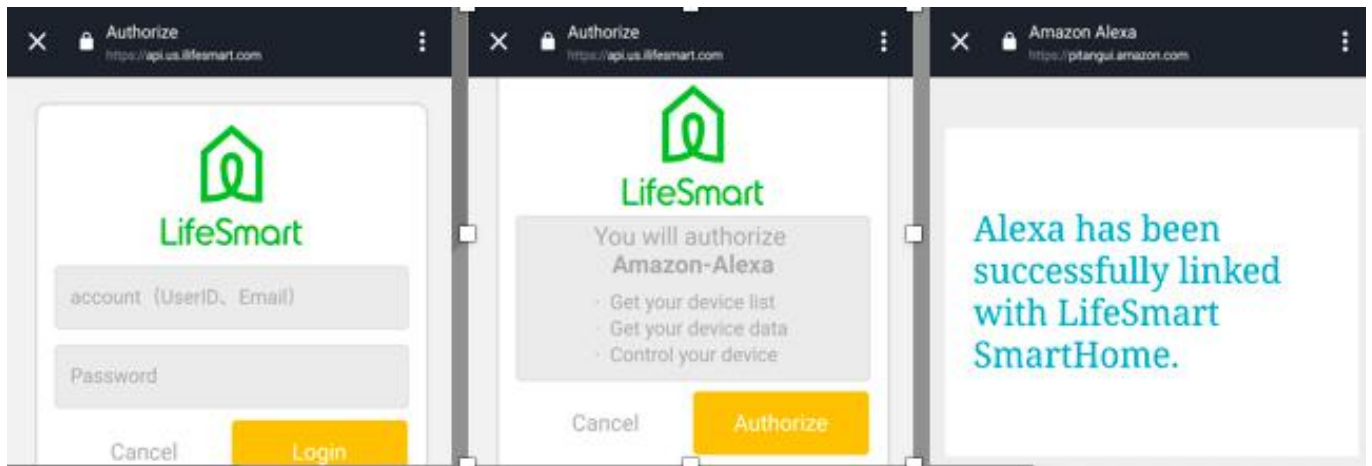 Authorize
https://api.us.ilifesmart.com
LifeSmart
account (UserID、Email)
Password
Cancel
Login
Authorize
https://api.us.ilifesmart.com
LifeSmart
You will authorize
Amazon-Alexa
· Get your device list
· Get your device data
· Control your device
Cancel
Authorize
Amazon Alexa
https://pitangui.amazon.com
Alexa has been
successfully linked
with LifeSmart
SmartHome.